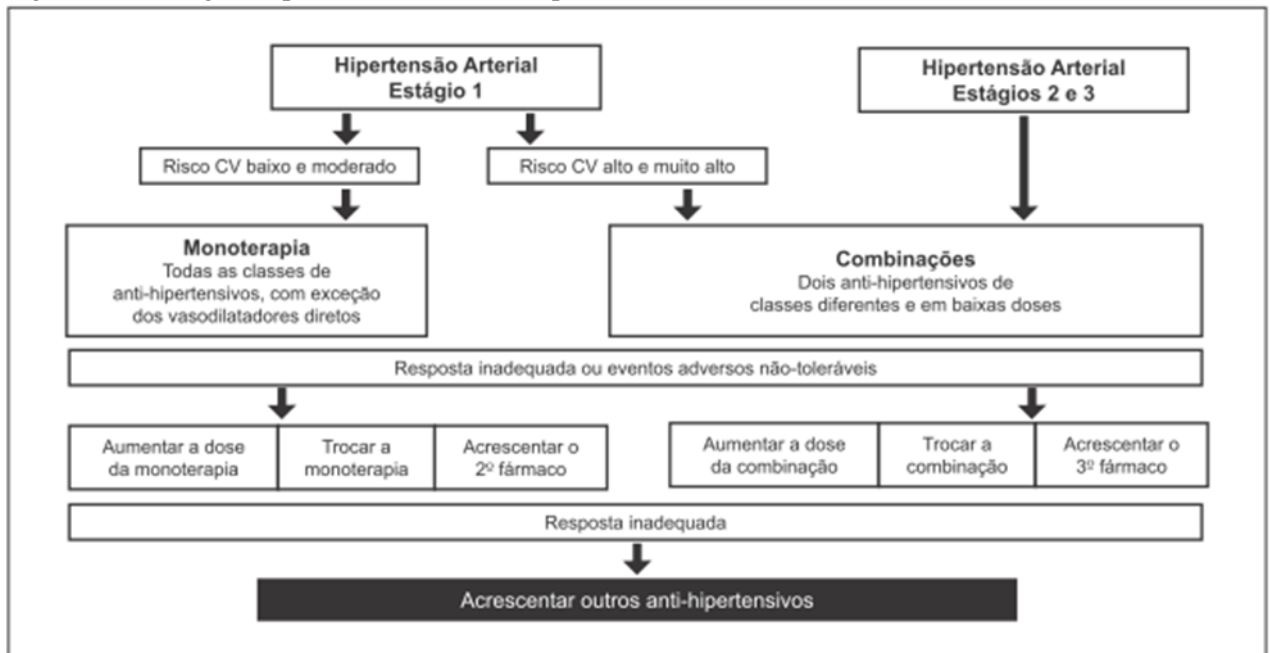 Hipertensão Arterial
Estágio 1
Hipertensão Arterial
Estágios 2 e 3
Risco CV baixo e moderado
Risco CV alto e muito alto
Monoterapia
Todas as classes de
anti-hipertensivos, com exceção
dos vasodilatadores diretos
Combinações
Dois anti-hipertensivos de
classes diferentes e em baixas doses
Resposta inadequada ou eventos adversos não-toleráveis
Aumentar a dose
da monoterapia
Trocar a
monoterapia
Acrescentar o
2º fármaco
Aumentar a dose
da combinação
Trocar a
combinação
Acrescentar o
3º fármaco
Resposta inadequada
Acrescentar outros anti-hipertensivos